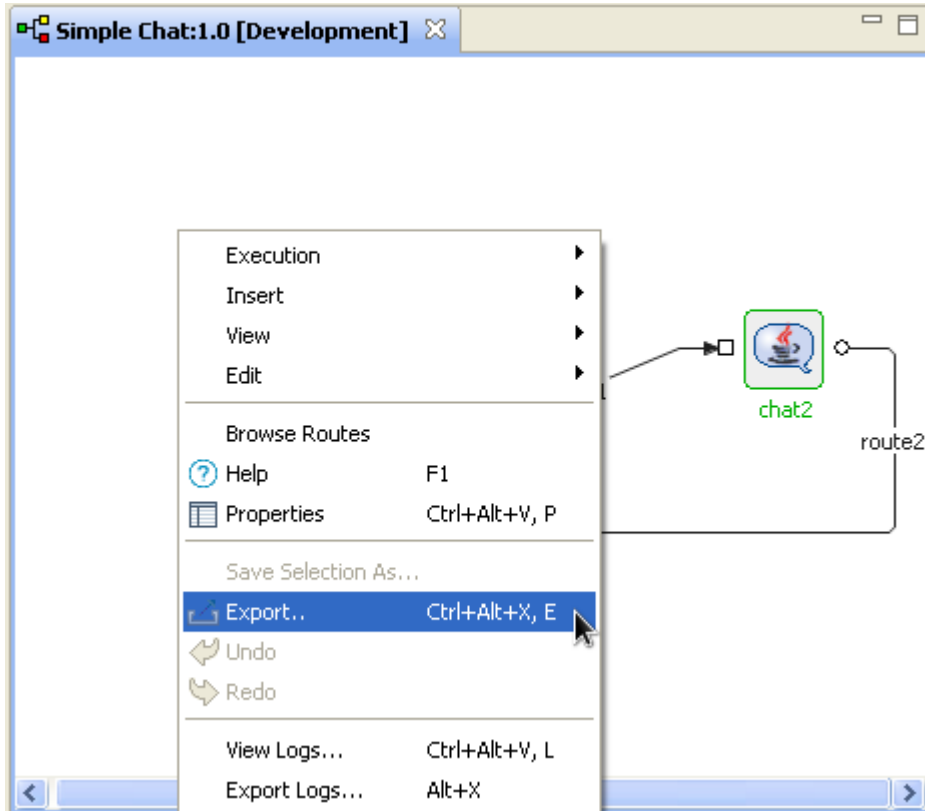 Simple Chat:1.0 [Development]
Execution
Insert
View
Edit
chat2
route2
Browse Routes
Help F1
Properties Ctrl+Alt+V, P
Save Selection As...
Export.. Ctrl+Alt+X, E
Undo
Redo
View Logs... Ctrl+Alt+V, L
Export Logs... Alt+X